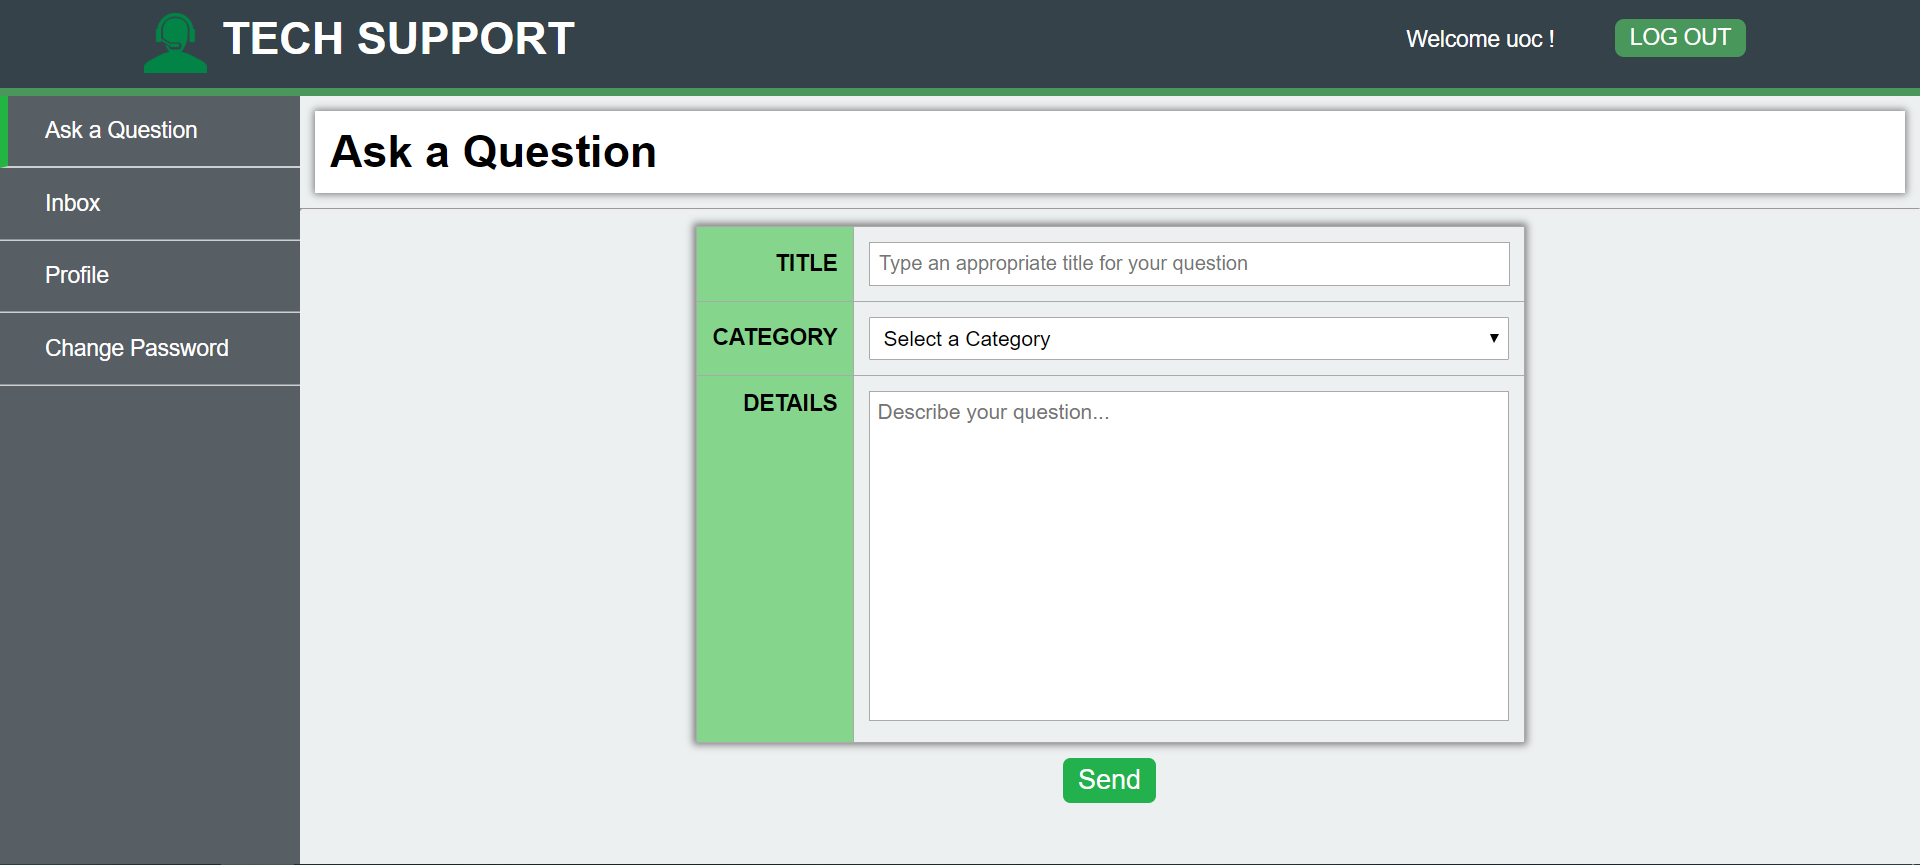 TECH SUPPORT
Welcome uoc !
LOG OUT
Ask a Question
Inbox
Profile
Change Password
Ask a Question
TITLE
Type an appropriate title for your question
CATEGORY
Select a Category
DETAILS
Describe your question...
Send